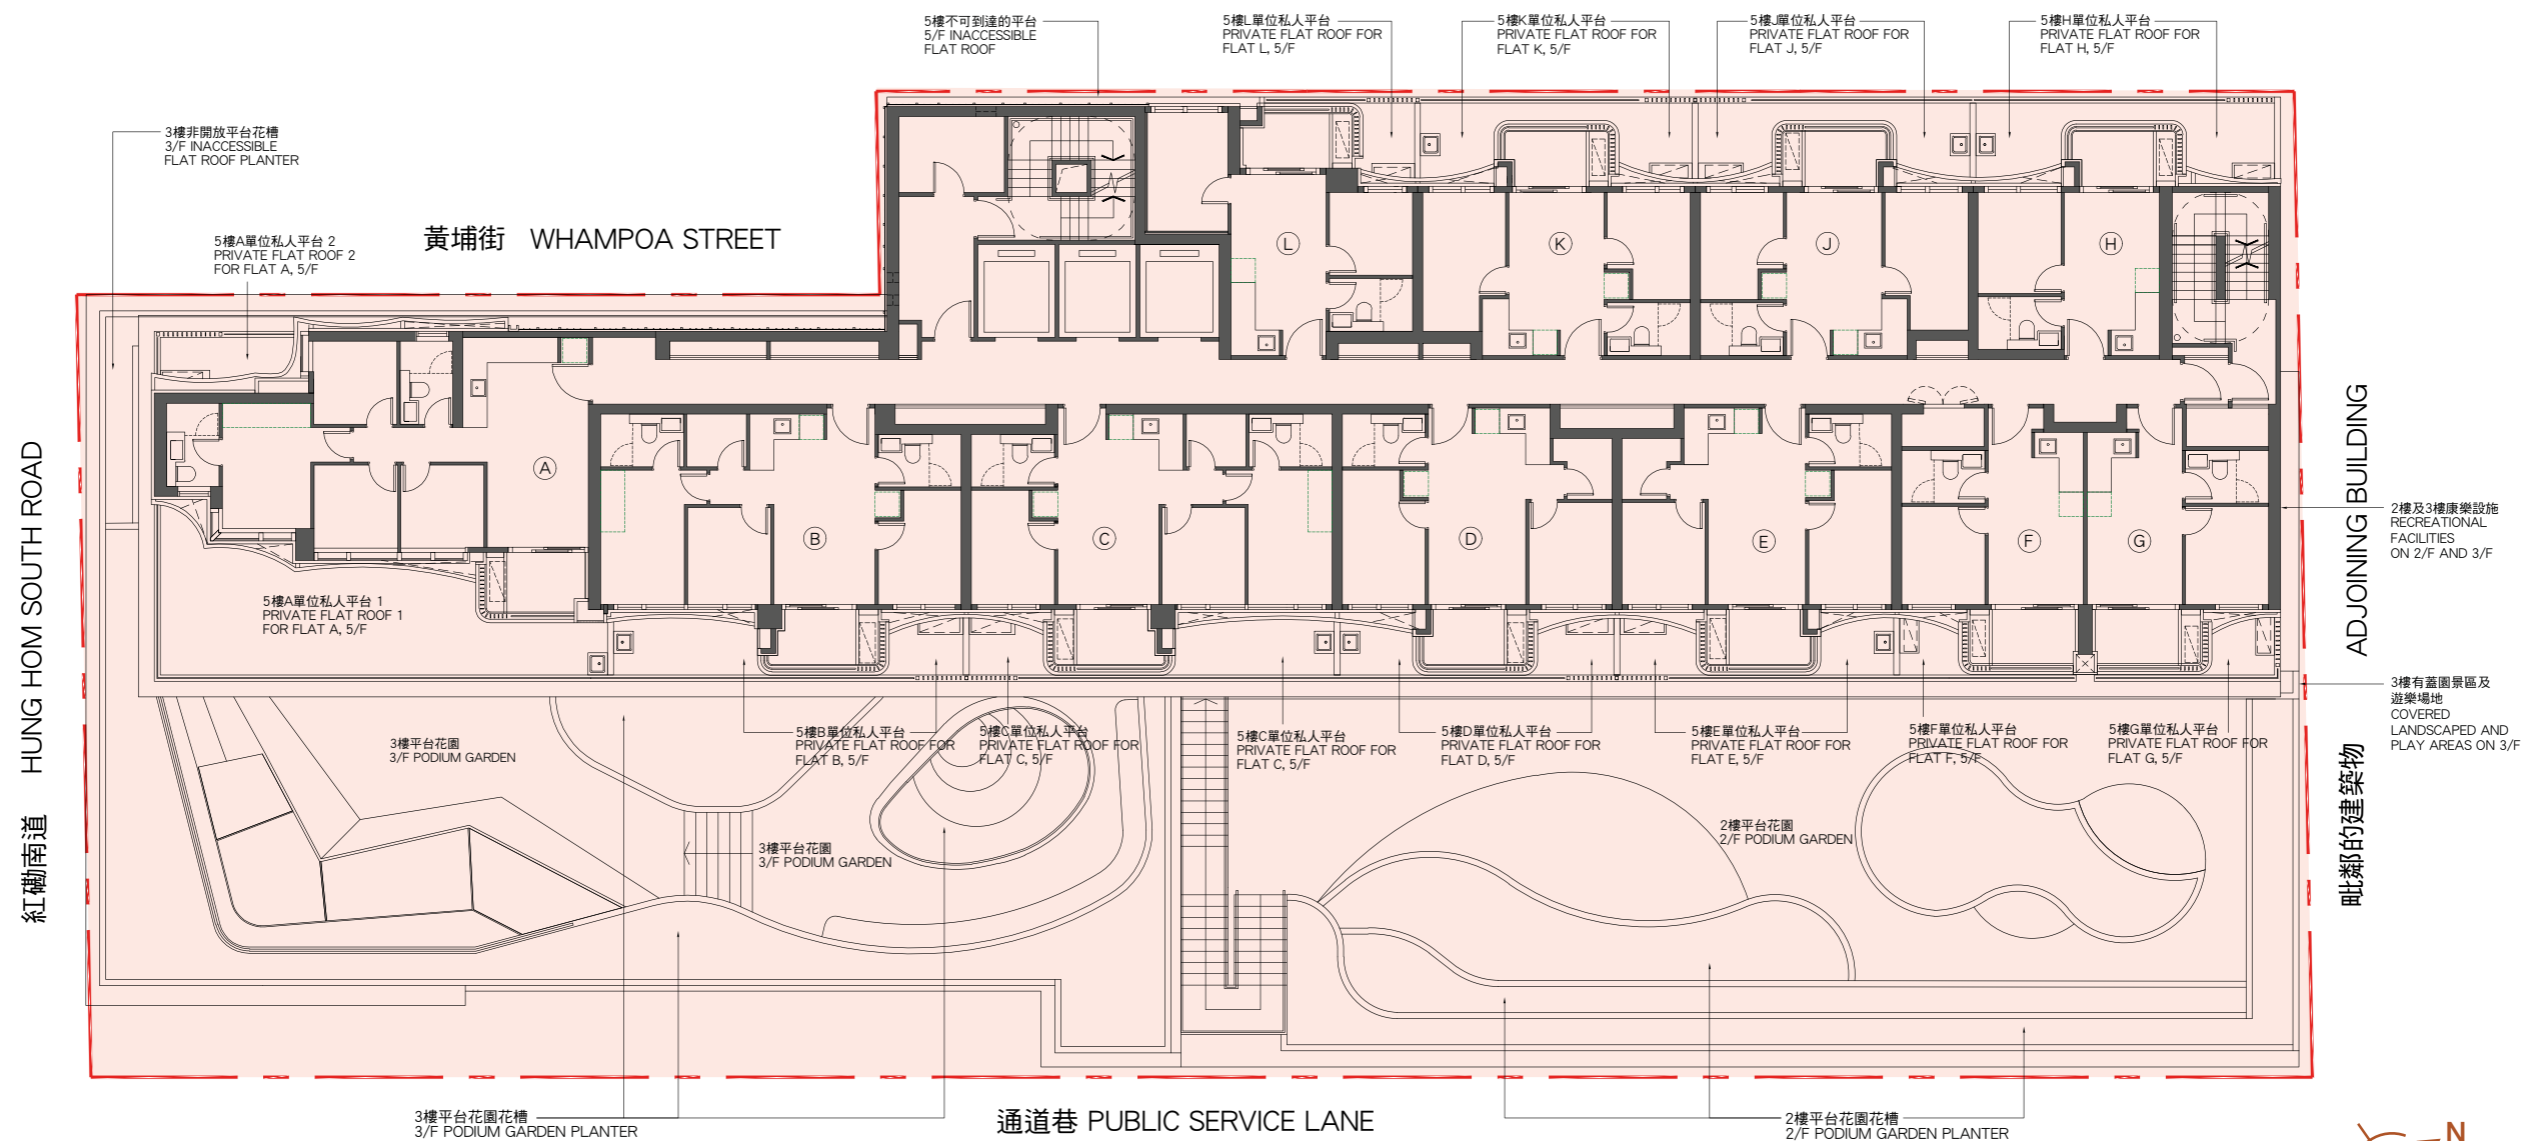 5樓不可到達的平台
5/F INACCESSIBLE
FLAT ROOF
5樓L單位私人平台
PRIVATE FLAT ROOF FOR
FLAT L, 5/F
5樓K單位私人平台
PRIVATE FLAT ROOF FOR
FLAT K, 5/F
5樓J單位私人平台
PRIVATE FLAT ROOF FOR
FLAT J, 5/F
5樓H單位私人平台
PRIVATE FLAT ROOF FOR
FLAT H, 5/F
3樓非開放平台花槽
3/F INACCESSIBLE
FLAT ROOF PLANTER
5樓A單位私人平台 2
PRIVATE FLAT ROOF 2
FOR FLAT A, 5/F
黃埔街 WHAMPOA STREET
L
K
J
H
A
B
C
D
E
F
G
紅磡南道 HUNG HOM SOUTH ROAD
ADJOINING BUILDING
毗鄰的建築物
2樓及3樓康樂設施
RECREATIONAL
FACILITIES
ON 2/F AND 3/F
5樓A單位私人平台 1
PRIVATE FLAT ROOF 1
FOR FLAT A, 5/F
3樓有蓋園景區及
遊樂場地
COVERED
LANDSCAPED AND
PLAY AREAS ON 3/F
3樓平台花園
3/F PODIUM GARDEN
5樓B單位私人平台
PRIVATE FLAT ROOF FOR
FLAT B, 5/F
5樓C單位私人平台
PRIVATE FLAT ROOF FOR
FLAT C, 5/F
5樓C單位私人平台
PRIVATE FLAT ROOF FOR
FLAT C, 5/F
5樓D單位私人平台
PRIVATE FLAT ROOF FOR
FLAT D, 5/F
5樓E單位私人平台
PRIVATE FLAT ROOF FOR
FLAT E, 5/F
5樓F單位私人平台
PRIVATE FLAT ROOF FOR
FLAT F, 5/F
5樓G單位私人平台
PRIVATE FLAT ROOF FOR
FLAT G, 5/F
3樓平台花園
3/F PODIUM GARDEN
2樓平台花園
2/F PODIUM GARDEN
3樓平台花園花槽
3/F PODIUM GARDEN PLANTER
通道巷 PUBLIC SERVICE LANE
2樓平台花園花槽
2/F PODIUM GARDEN PLANTER
N